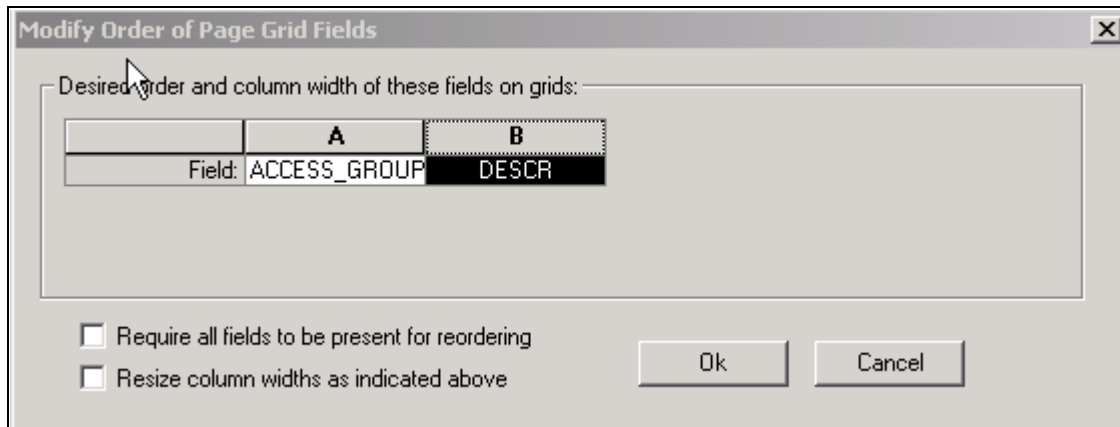 Modify Order of Page Grid Fields
Desired order and column width of these fields on grids:
A B
Field: ACCESS_GROUP DESCR
Require all fields to be present for reordering
Ok Cancel
Resize column widths as indicated above